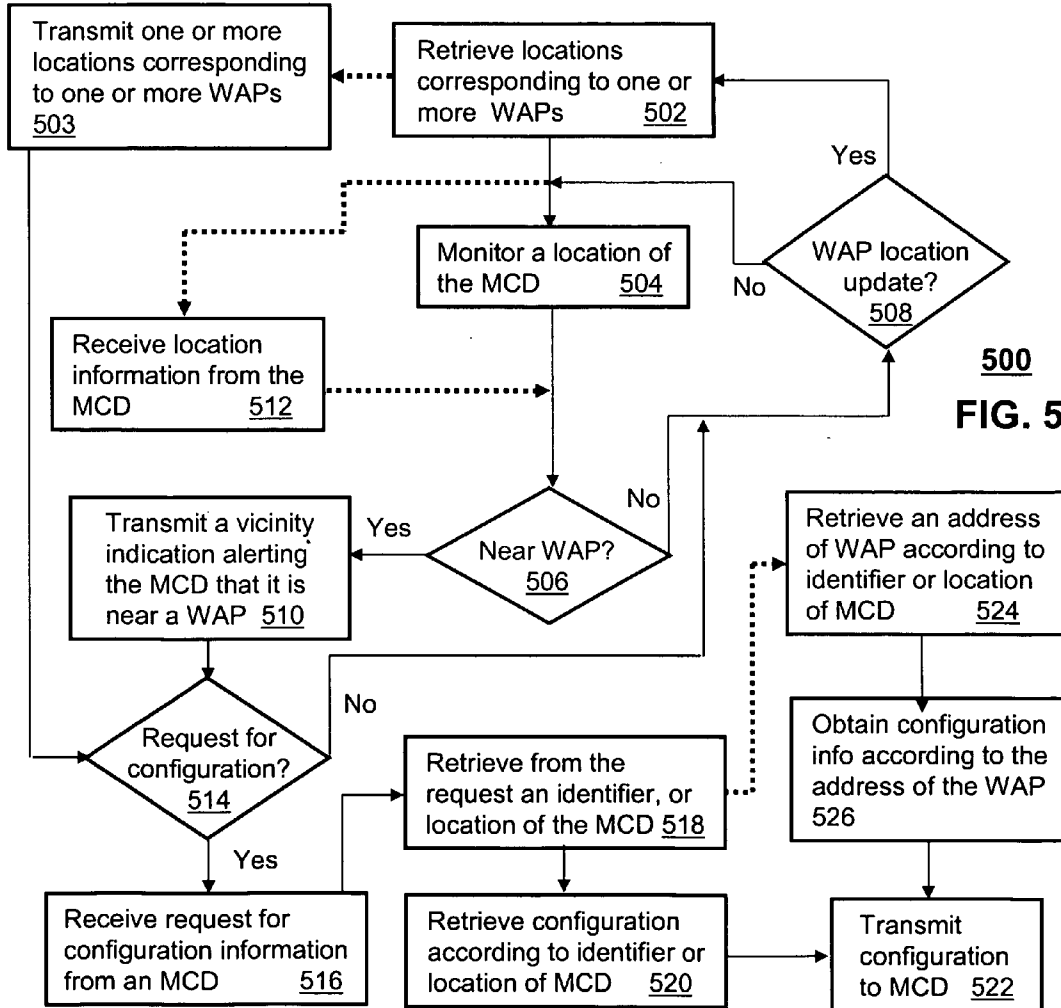 Transmit one or more
locations corresponding
to one or more WAPs
503
Retrieve locations
corresponding to one or
more WAPs 502
Yes
Monitor a location of
the MCD 504
No
WAP location
update?
508
Receive location
information from the
MCD 512
500
FIG. 5
Transmit a vicinity
indication alerting
the MCD that it is
near a WAP 510
Yes
Near WAP?
506
No
Retrieve an address
of WAP according to
identifier or location
of MCD 524
Request for
configuration?
514
No
Yes
Retrieve from the
request an identifier, or
location of the MCD 518
Obtain configuration
info according to the
address of the WAP
526
Receive request for
configuration information
from an MCD 516
Retrieve configuration
according to identifier or
location of MCD 520
Transmit
configuration
to MCD 522